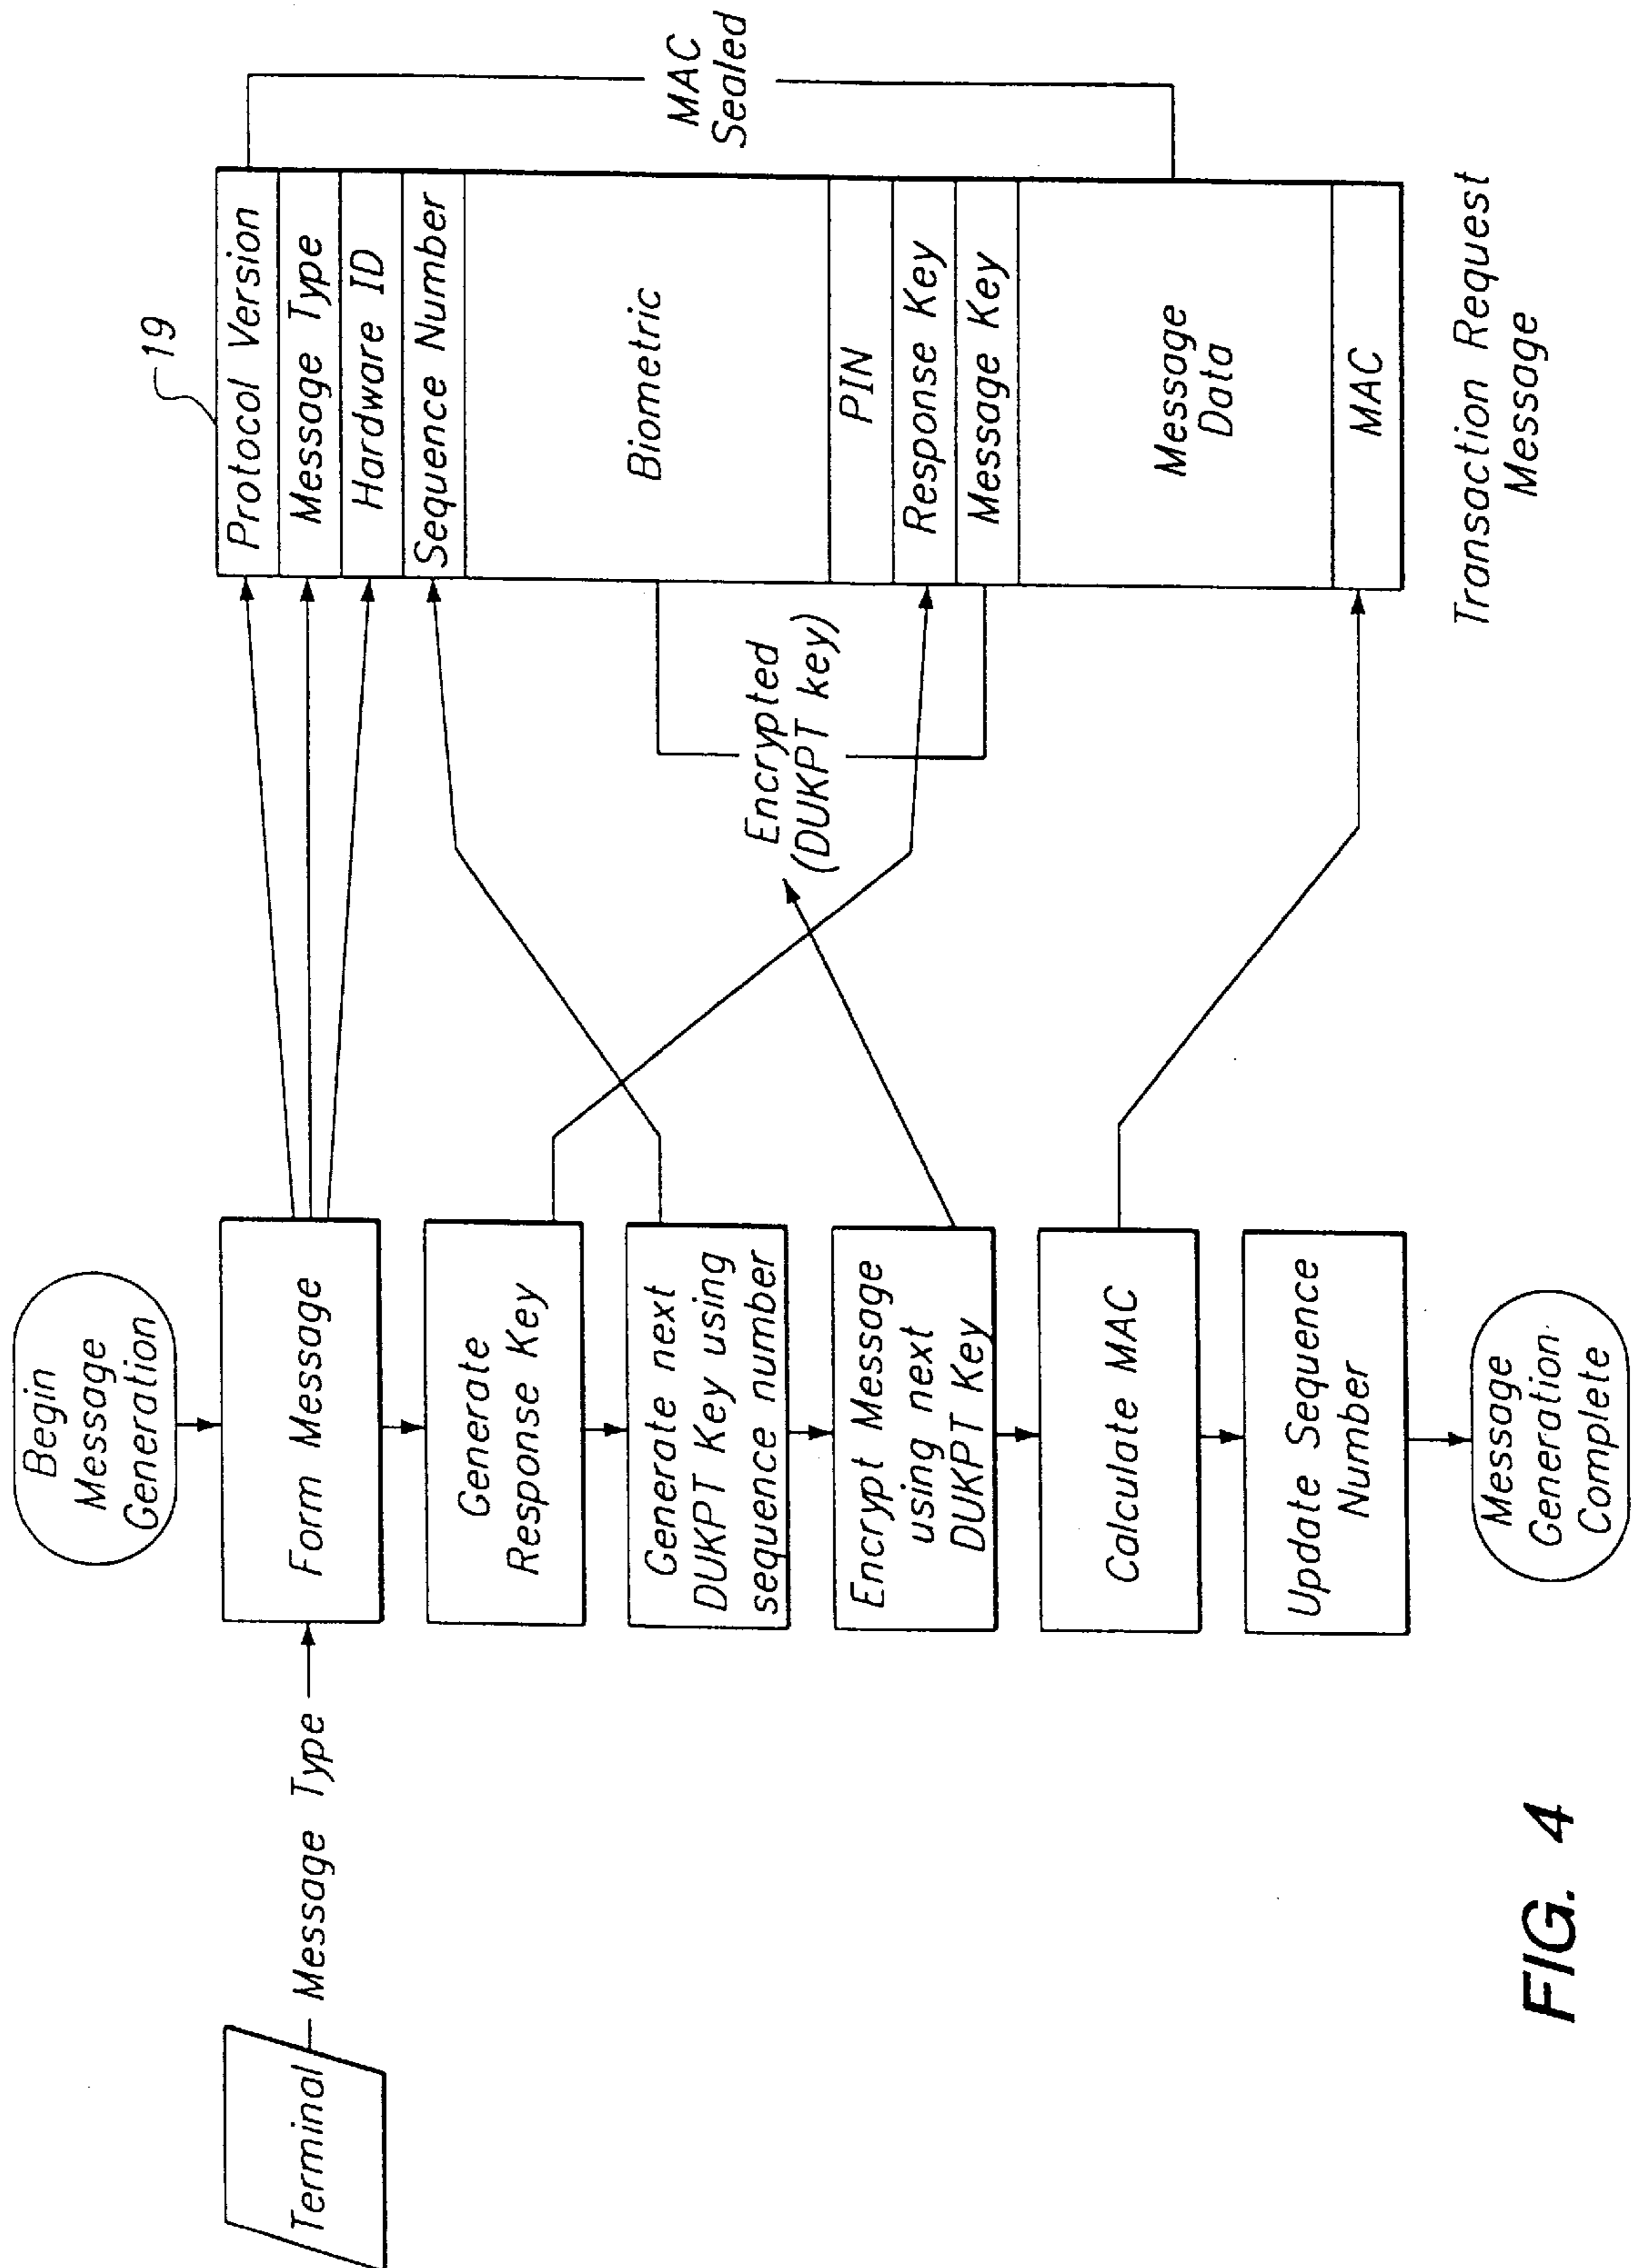 Begin
Message
Generation
Terminal
Message Type
Form Message
Generate
Response Key
Generate next
DUKPT Key using
sequence number
Encrypt Message
using next
DUKPT Key
Calculate MAC
Update Sequence
Number
Message
Generation
Complete
Encrypted
(DUKPT key)
19
Protocol Version
Message Type
Hardware ID
Sequence Number
Biometric
PIN
Response Key
Message Key
Message
Data
MAC
MAC
Sealed
Transaction Request
Message
FIG. 4